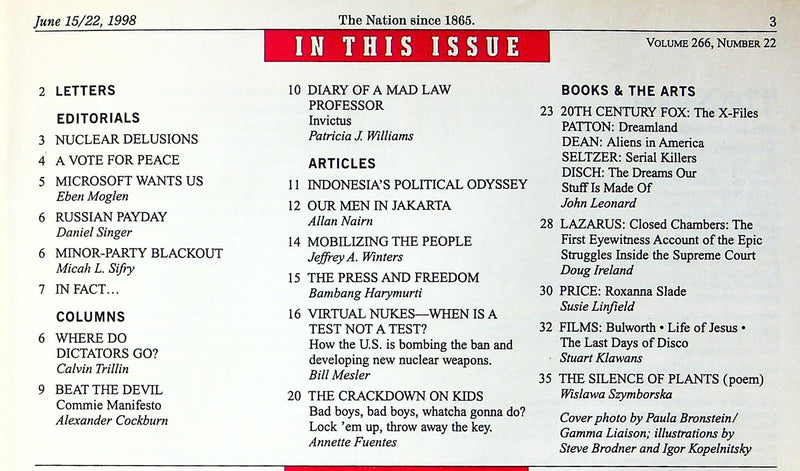 June 15/22, 1998
The Nation since 1865.
3
IN THIS ISSUE
VOLUME 266, NUMBER 22
2 LETTERS
EDITORIALS
3 NUCLEAR DELUSIONS
4 A VOTE FOR PEACE
5 MICROSOFT WANTS US
Eben Moglen
6 RUSSIAN PAYDAY
Daniel Singer
6 MINOR-PARTY BLACKOUT
Micah L. Sifry
7 IN FACT...
COLUMNS
6 WHERE DO
DICTATORS GO?
Calvin Trillin
9 BEAT THE DEVIL
Commie Manifesto
Alexander Cockburn
10 DIARY OF A MAD LAW
PROFESSOR
Invictus
Patricia J. Williams
ARTICLES
11 INDONESIA'S POLITICAL ODYSSEY
12 OUR MEN IN JAKARTA
Allan Nairn
14 MOBILIZING THE PEOPLE
Jeffrey A. Winters
15 THE PRESS AND FREEDOM
Bambang Harymurti
16 VIRTUAL NUKES—WHEN IS A
TEST NOT A TEST?
How the U.S. is bombing the ban and
developing new nuclear weapons.
Bill Mesler
20 THE CRACKDOWN ON KIDS
Bad boys, bad boys, whatcha gonna do?
Lock 'em up, throw away the key.
Annette Fuentes
BOOKS & THE ARTS
23 20TH CENTURY FOX: The X-Files
PATTON: Dreamland
DEAN: Aliens in America
SELTZER: Serial Killers
DISCH: The Dreams Our
Stuff Is Made Of
John Leonard
28 LAZARUS: Closed Chambers: The
First Eyewitness Account of the Epic
Struggles Inside the Supreme Court
Doug Ireland
30 PRICE: Roxanna Slade
Susie Linfield
32 FILMS: Bulworth • Life of Jesus •
The Last Days of Disco
Stuart Klawans
35 THE SILENCE OF PLANTS (poem)
Wislawa Szymborska
Cover photo by Paula Bronstein/
Gamma Liaison; illustrations by
Steve Brodner and Igor Kopelnitsky